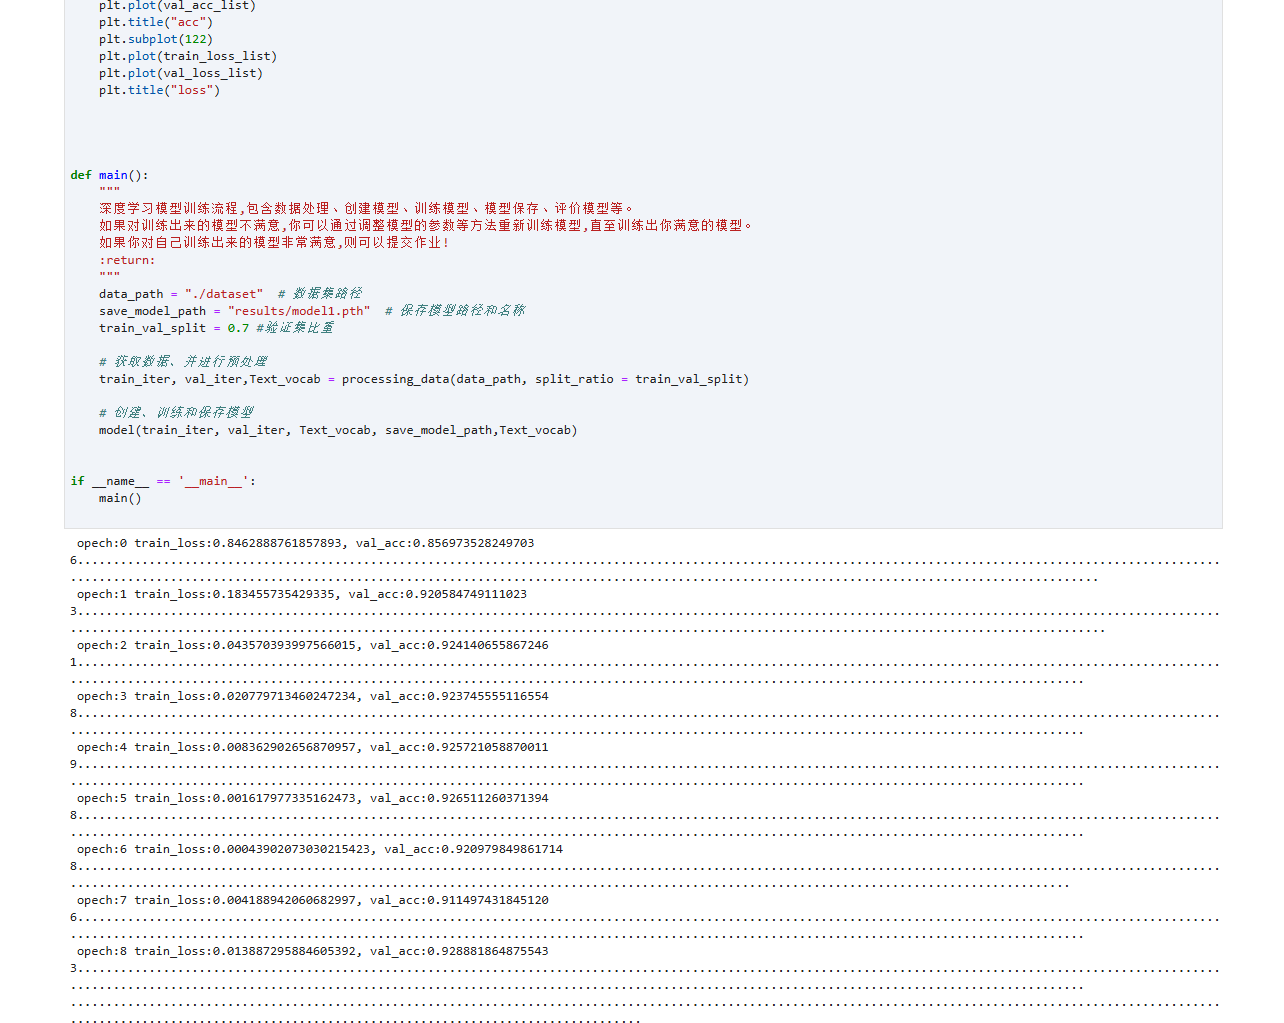 plt.plot(val_acc_list)
plt.title("acc")
plt.subplot(122)
plt.plot(train_loss_list)
plt.plot(val_loss_list)
plt.title("loss")
def main():
"""
深度学习模型训练流程,包含数据处理、创建模型、训练模型、模型保存、评价模型等。
如果对训练出来的模型不满意,你可以通过调整模型的参数等方法重新训练模型,直至训练出你满意的模型。
如果你对自己训练出来的模型非常满意,则可以提交作业!
:return:
"""
data_path = "./dataset"  # 数据集路径
save_model_path = "results/model1.pth"  # 保存模型路径和名称
train_val_split = 0.7 #验证集比重
# 获取数据、并进行预处理
train_iter, val_iter,Text_vocab = processing_data(data_path, split_ratio = train_val_split)
# 创建、训练和保存模型
model(train_iter, val_iter, Text_vocab, save_model_path,Text_vocab)
if __name__ == '__main__':
main()
opech:0 train_loss:0.8462888761857893, val_acc:0.856973528249703
6................................................................................................................................................................
................................................................................................................................................
opech:1 train_loss:0.183455735429335, val_acc:0.920584749111023
3................................................................................................................................................................
.................................................................................................................................................
opech:2 train_loss:0.043570393997566015, val_acc:0.924140655867246
1................................................................................................................................................................
..............................................................................................................................................
opech:3 train_loss:0.020779713460247234, val_acc:0.923745555116554
8................................................................................................................................................................
..............................................................................................................................................
opech:4 train_loss:0.008362902656870957, val_acc:0.925721058870011
9................................................................................................................................................................
..............................................................................................................................................
opech:5 train_loss:0.001617977335162473, val_acc:0.926511260371394
8................................................................................................................................................................
..............................................................................................................................................
opech:6 train_loss:0.00043902073030215423, val_acc:0.920979849861714
8................................................................................................................................................................
............................................................................................................................................
opech:7 train_loss:0.004188942060682997, val_acc:0.911497431845120
6................................................................................................................................................................
..............................................................................................................................................
opech:8 train_loss:0.013887295884605392, val_acc:0.928881864875543
3................................................................................................................................................................
..............................................................................................................................................
.................................................................................................................................................................
................................................................................